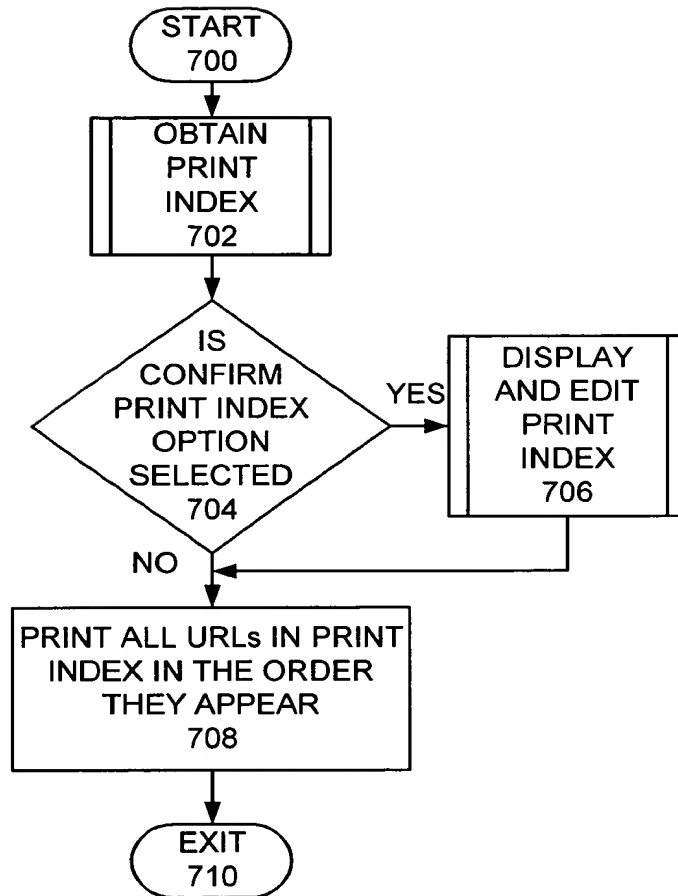 START
700
OBTAIN
PRINT
INDEX
702
IS
CONFIRM
PRINT INDEX
OPTION
SELECTED
704
YES
DISPLAY
AND EDIT
PRINT
INDEX
706
NO
PRINT ALL URLs IN PRINT
INDEX IN THE ORDER
THEY APPEAR
708
EXIT
710